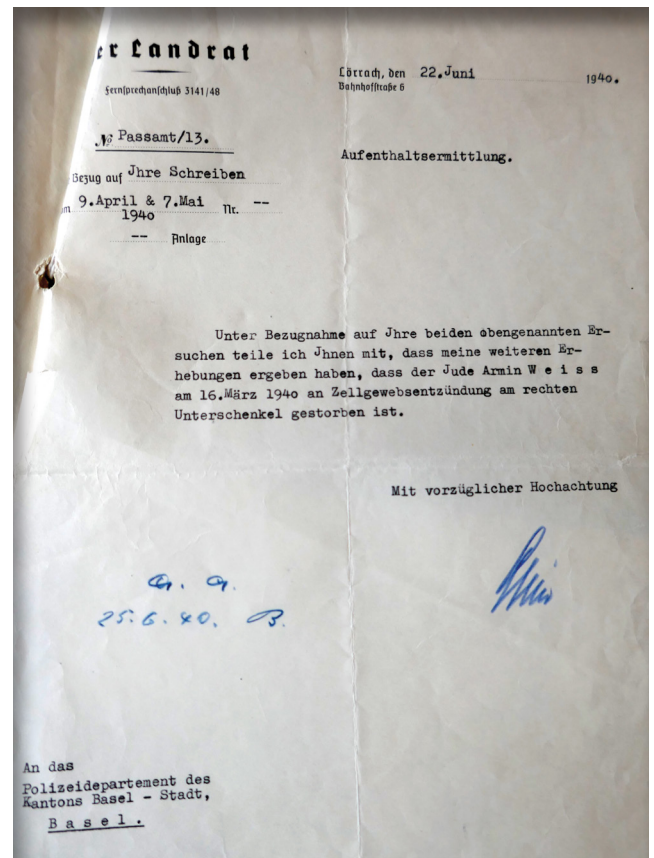 er Landrat
Fernsprechanschluß 3141/48
Lörrach, den 22.Juni 1940.
Bahnhofstraße 6
№ Passamt/13.
Aufenthaltsermittlung.
Bezug auf Jhre Schreiben
m 9.April & 7.Mai Nr. --
1940
-- Anlage
Unter Bezugnahme auf Jhre beiden obengenannten Er-
suchen teile ich Jhnen mit, dass meine weiteren Er-
hebungen ergeben haben, dass der Jude Armin W e i s s
am 16.März 1940 an Zellgewebsentzündung am rechten
Unterschenkel gestorben ist.
Mit vorzüglicher Hochachtung
a. a.
25.6.40. B.
An das
Polizeidepartement des
Kantons Basel - Stadt,
B a s e l .